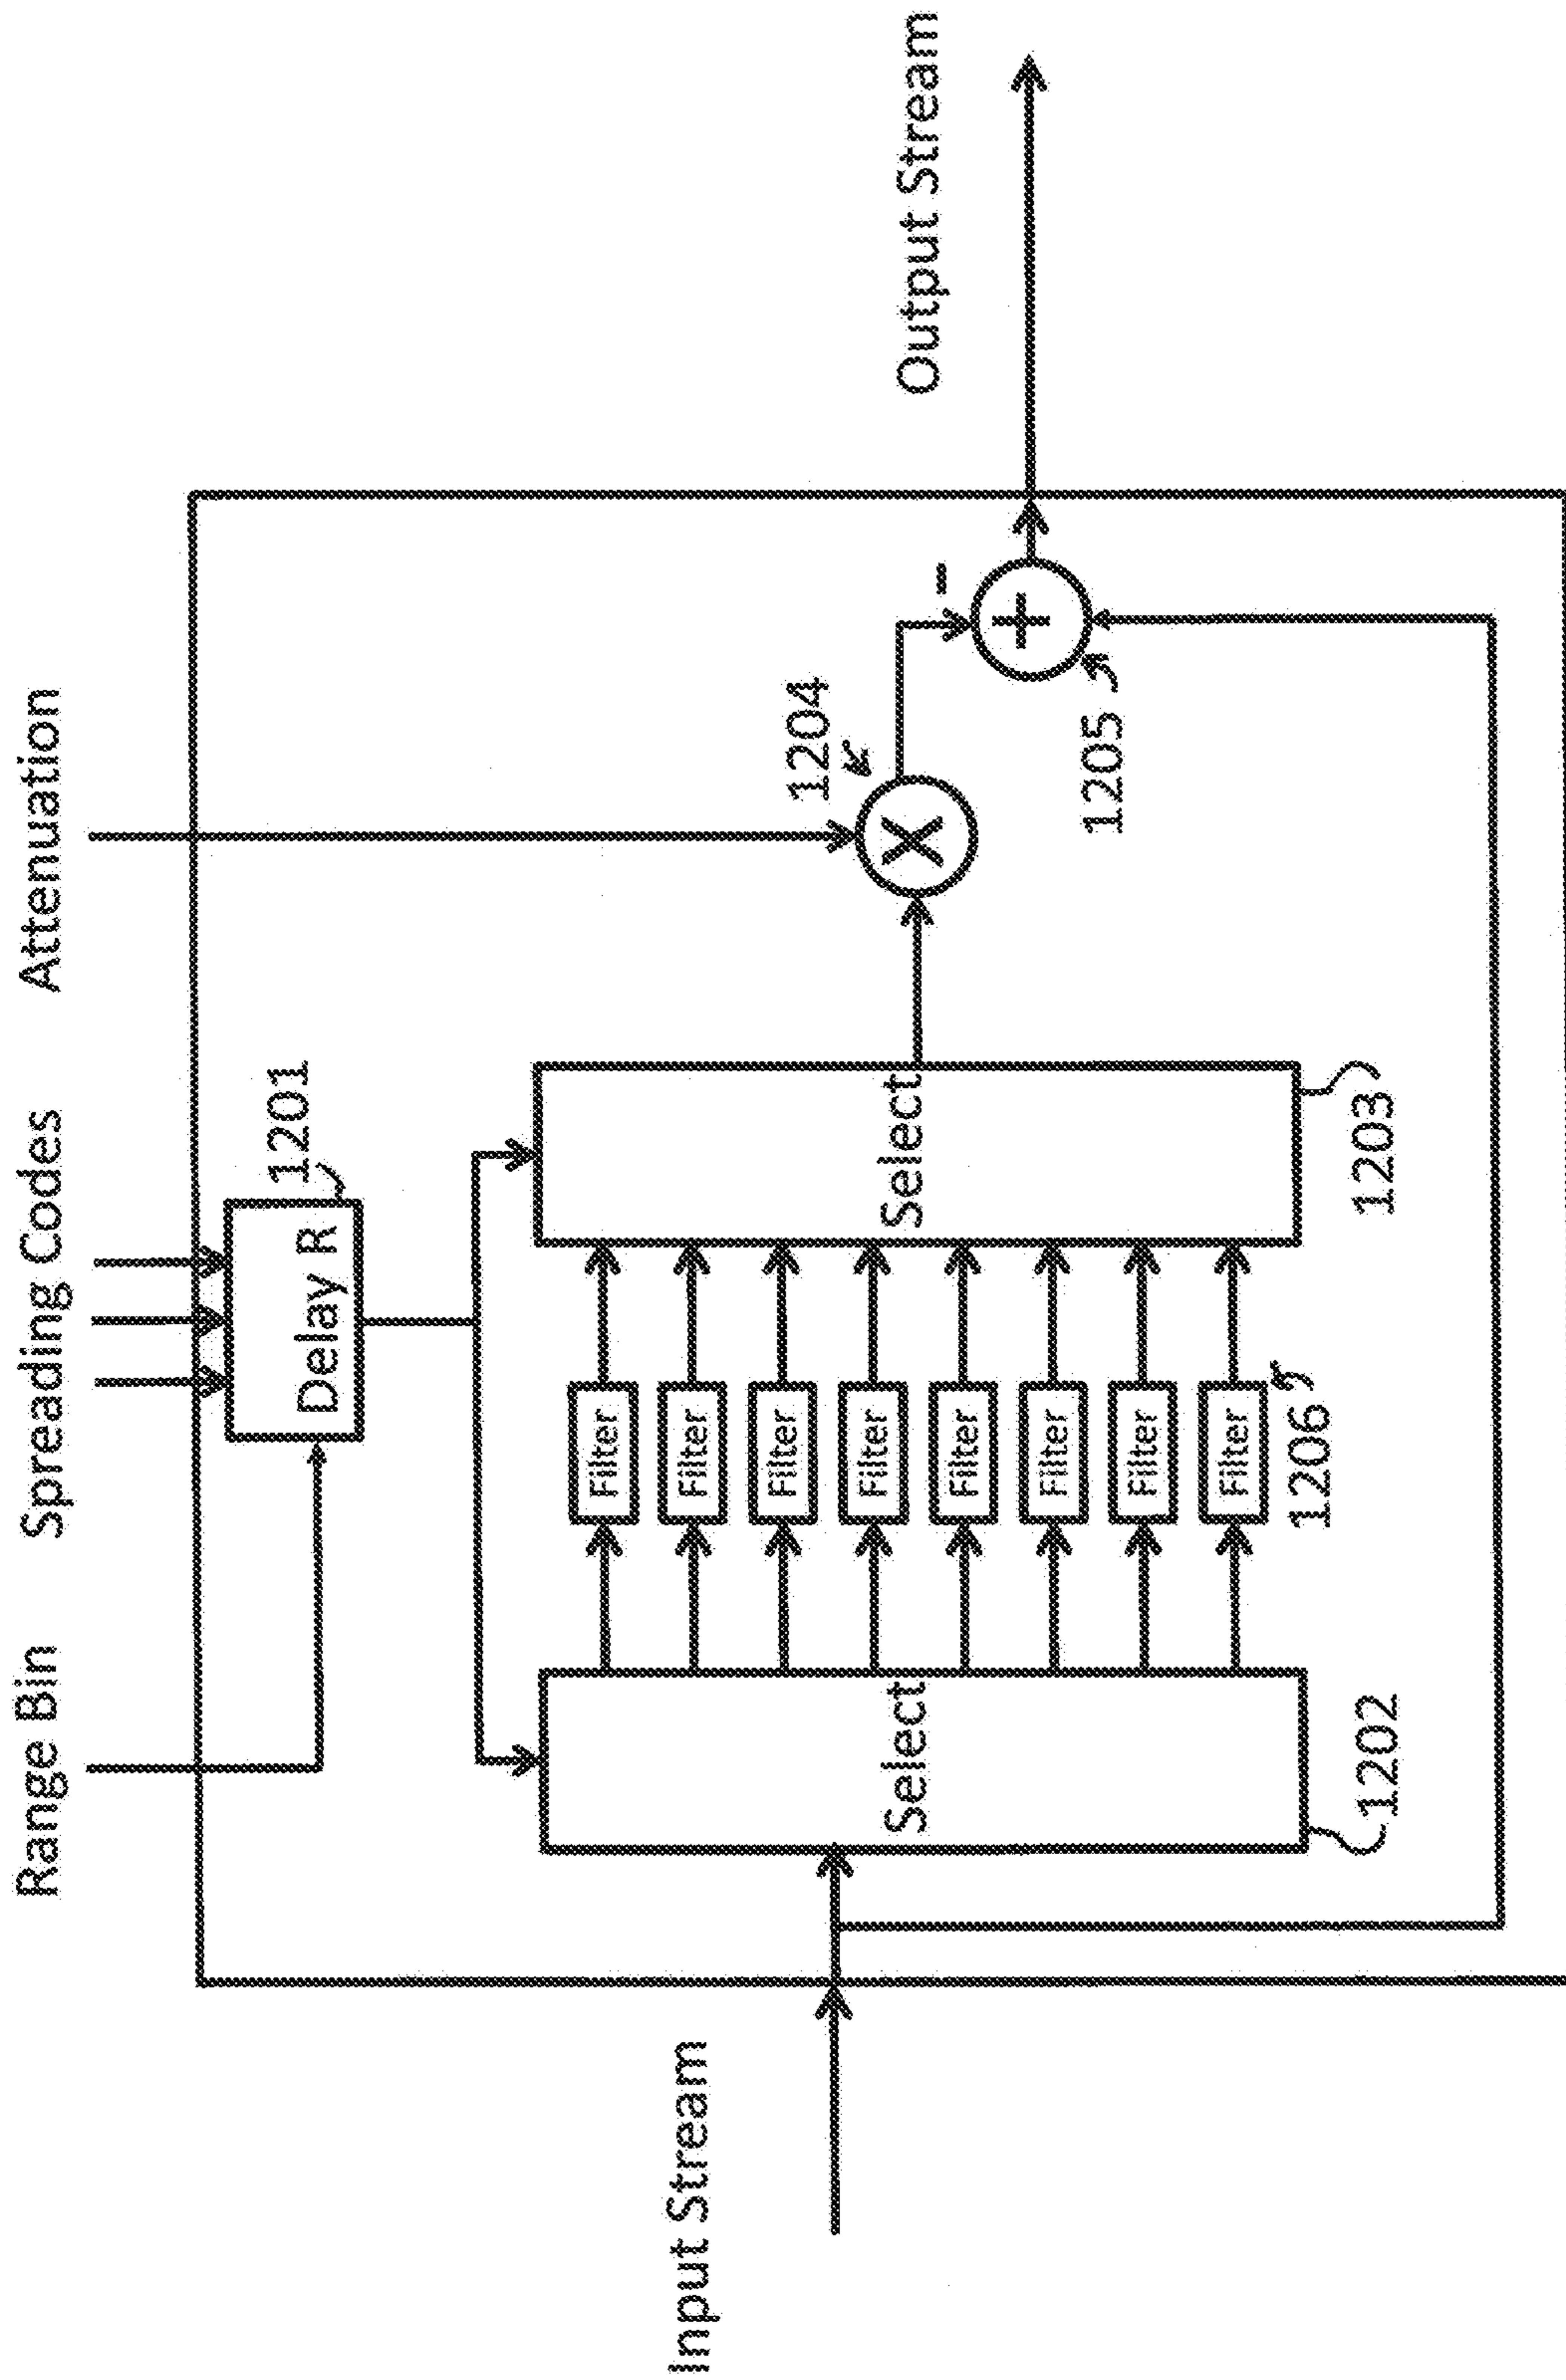 Range Bin
Spreading Codes
Attenuation
Delay R
1201
Input Stream
Select
1202
Filter
Filter
Filter
Filter
Filter
Filter
Filter
Filter
1206
Select
1203
X
1204
-
+
1205
Output Stream